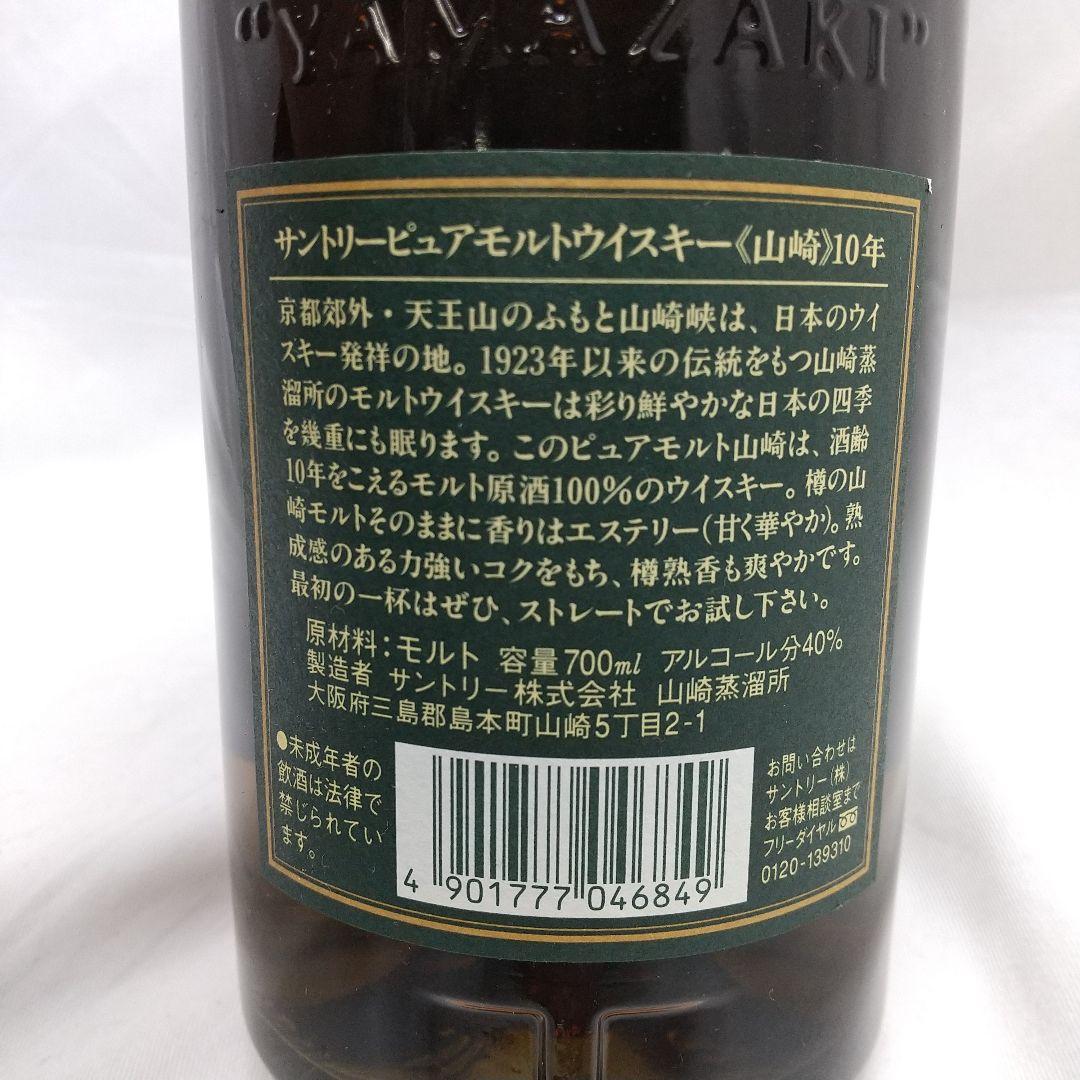 "YAMAZAKI"
サントリーピュアモルトウイスキー《山崎》10年
京都郊外・天王山のふもと山崎峡は、日本のウイ
スキー発祥の地。1923年以来の伝統をもつ山崎蒸
溜所のモルトウイスキーは彩り鮮やかな日本の四季
を幾重にも眠ります。このピュアモルト山崎は、酒齢
10年をこえるモルト原酒100%のウイスキー。樽の山
崎モルトそのままに香りはエステリー(甘く華やか)。熟
成感のある力強いコクをもち、樽熟香も爽やかです。
最初の一杯はぜひ、ストレートでお試し下さい。
原材料:モルト 容量700ml アルコール分40%
製造者 サントリー株式会社 山崎蒸溜所
大阪府三島郡島本町山崎5丁目2-1
●未成年者の
飲酒は法律で
禁じられてい
ます。
4 901777 046849
お問い合わせは
サントリー(株)
お客様相談室まで
フリーダイヤル
0120-139310